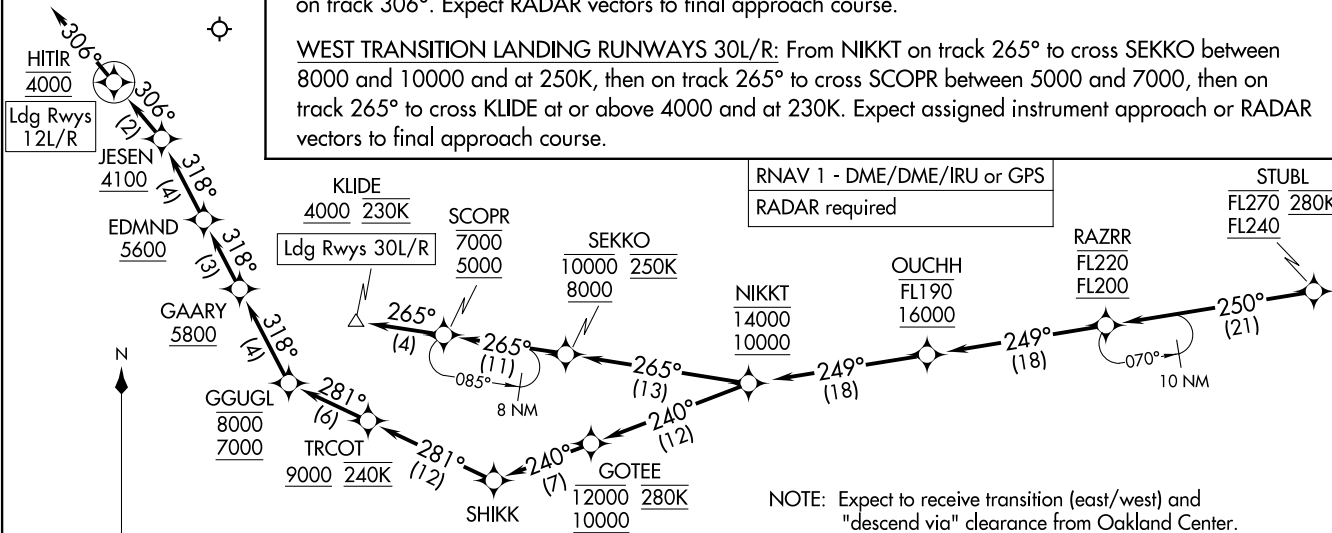 on track 306°. Expect RADAR vectors to final approach course.
WEST TRANSITION LANDING RUNWAYS 30L/R: From NIKKT on track 265° to cross SEKKO between
8000 and 10000 and at 250K, then on track 265° to cross SCOPR between 5000 and 7000, then on
track 265° to cross KLIDE at or above 4000 and at 230K. Expect assigned instrument approach or RADAR
vectors to final approach course.
RNAV 1 - DME/DME/IRU or GPS
RADAR required
306°
HITIR
4000
Ldg Rwys
12L/R
306°
(2)
JESEN
4100
318°
(4)
EDMND
5600
318°
(3)
GAARY
5800
318°
(4)
GGUGL
8000
7000
281°
(6)
TRCOT
9000 240K
281°
(12)
SHIKK
240°
(7)
GOTEE
12000 280K
10000
240°
(12)
KLIDE
4000 230K
Ldg Rwys 30L/R
265°
(4)
SCOPR
7000
5000
265°
(11)
085°
8 NM
SEKKO
10000 250K
8000
265°
(13)
NIKKT
14000
10000
249°
(18)
OUCHH
FL190
16000
249°
(18)
RAZRR
FL220
FL200
070°
10 NM
250°
(21)
STUBL
FL270 280K
FL240
N
NOTE: Expect to receive transition (east/west) and
"descend via" clearance from Oakland Center.